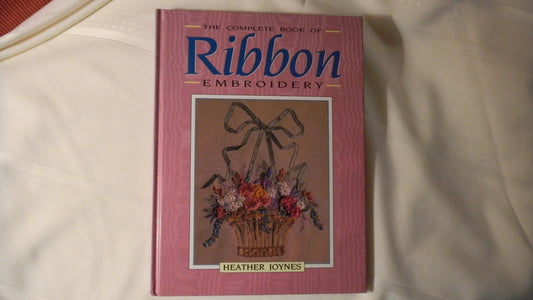 THE COMPLETE BOOK OF
Ribbon
EMBROIDERY
HEATHER JOYNES